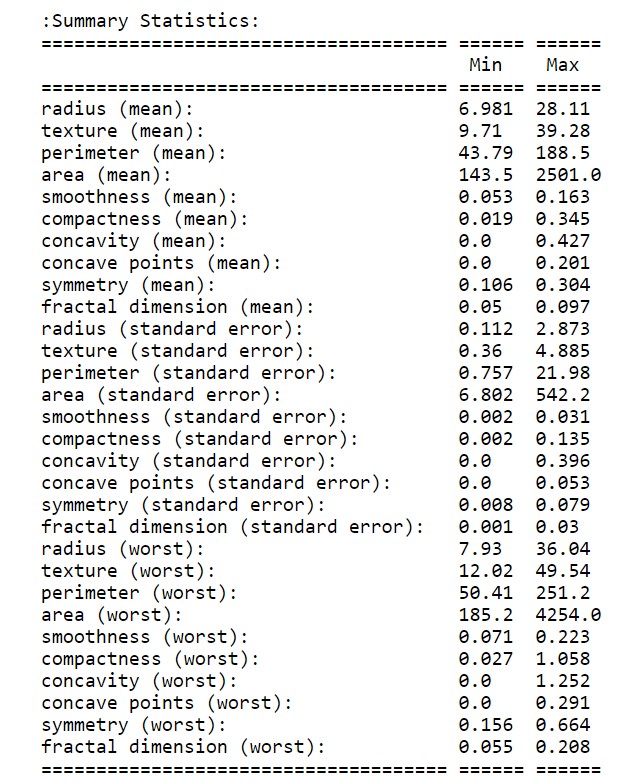 :Summary Statistics:
===================================== ====== ======
                                       Min    Max
===================================== ====== ======
radius (mean):                        6.981  28.11
texture (mean):                       9.71   39.28
perimeter (mean):                     43.79  188.5
area (mean):                          143.5  2501.0
smoothness (mean):                    0.053  0.163
compactness (mean):                   0.019  0.345
concavity (mean):                     0.0    0.427
concave points (mean):                0.0    0.201
symmetry (mean):                      0.106  0.304
fractal dimension (mean):             0.05   0.097
radius (standard error):              0.112  2.873
texture (standard error):             0.36   4.885
perimeter (standard error):           0.757  21.98
area (standard error):                6.802  542.2
smoothness (standard error):          0.002  0.031
compactness (standard error):         0.002  0.135
concavity (standard error):           0.0    0.396
concave points (standard error):      0.0    0.053
symmetry (standard error):            0.008  0.079
fractal dimension (standard error):   0.001  0.03
radius (worst):                       7.93   36.04
texture (worst):                      12.02  49.54
perimeter (worst):                    50.41  251.2
area (worst):                         185.2  4254.0
smoothness (worst):                   0.071  0.223
compactness (worst):                  0.027  1.058
concavity (worst):                    0.0    1.252
concave points (worst):               0.0    0.291
symmetry (worst):                     0.156  0.664
fractal dimension (worst):            0.055  0.208
===================================== ====== ======